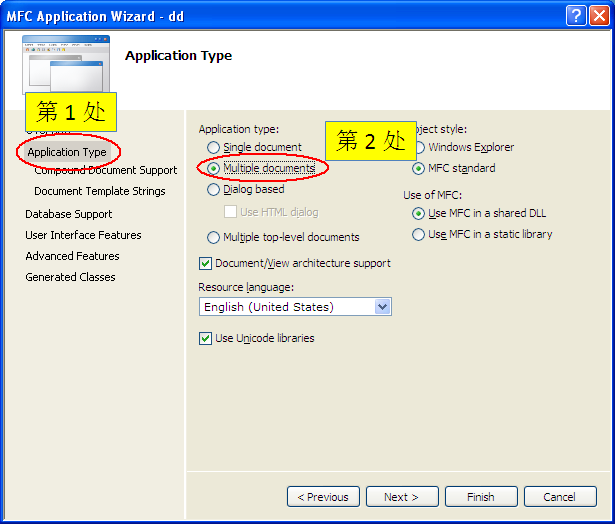 MFC Application Wizard - dd
Application Type
第 1 处
Application Type
Compound Document Support
Document Template Strings
Database Support
User Interface Features
Advanced Features
Generated Classes
Application type:
Single document
Multiple documents
Dialog based
Use HTML dialog
Multiple top-level documents
Document/View architecture support
Resource language:
English (United States)
Use Unicode libraries
第 2 处
Windows Explorer
MFC standard
Use of MFC:
Use MFC in a shared DLL
Use MFC in a static library
< Previous
Next >
Finish
Cancel